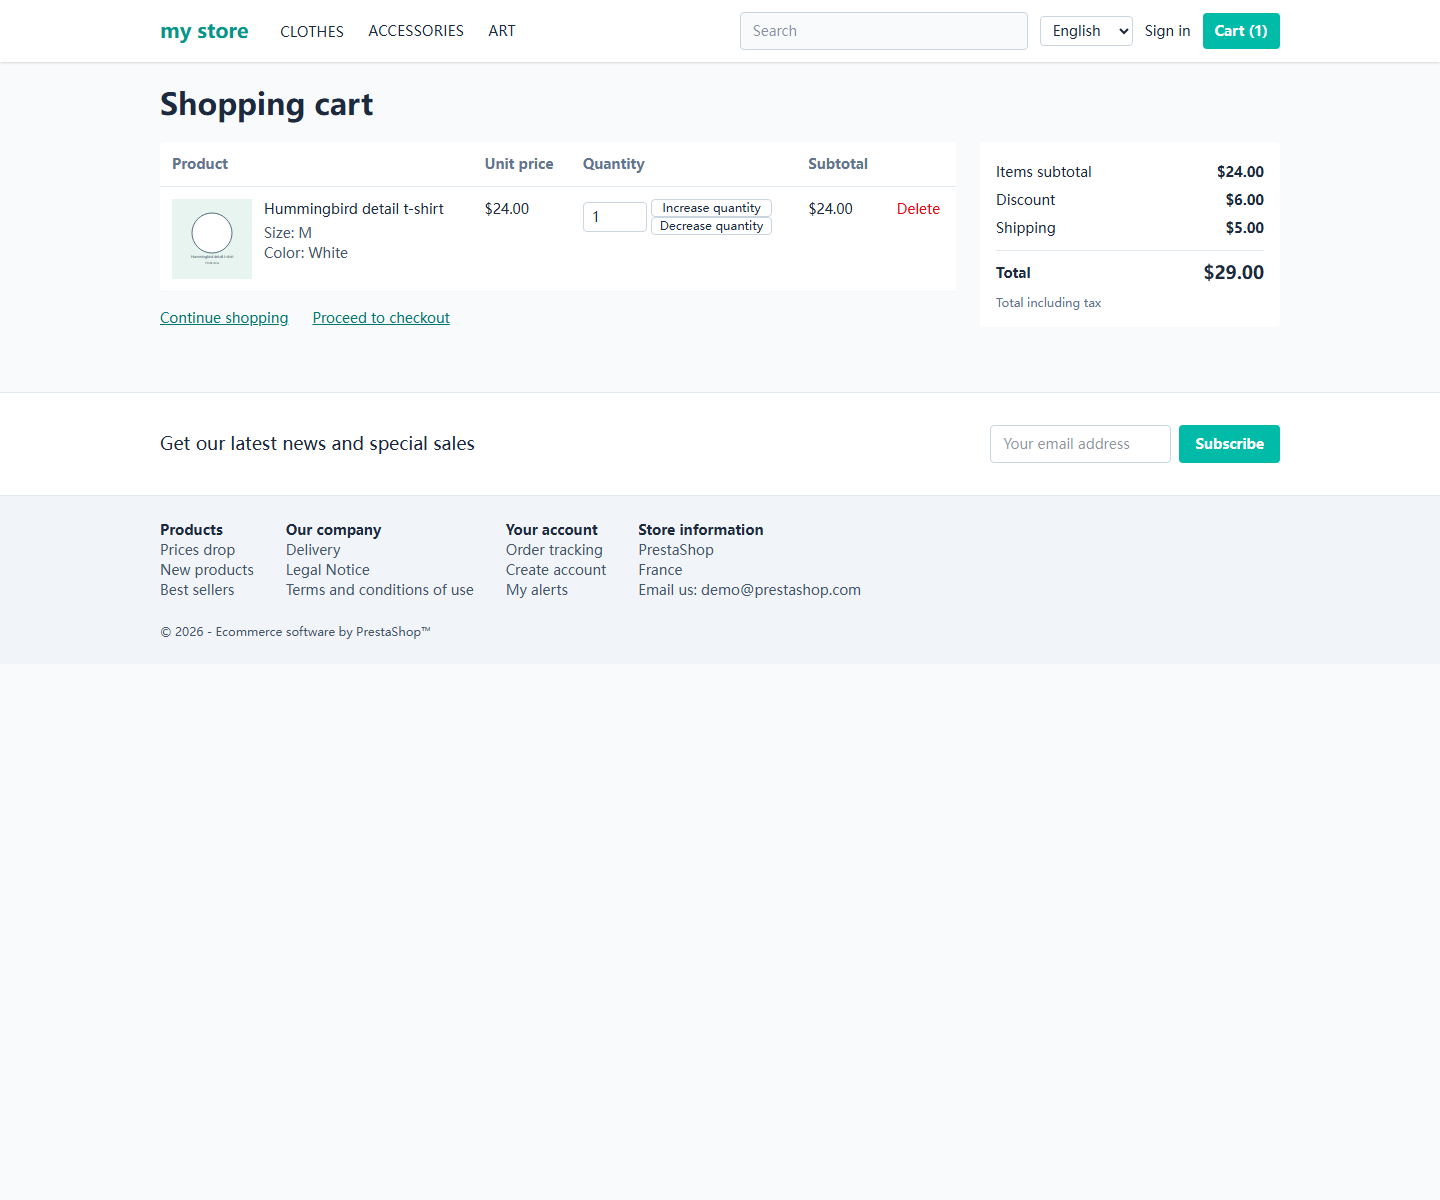 my store
CLOTHES
ACCESSORIES
ART
Search
English
Sign in
Cart (1)
Shopping cart
Product
Unit price
Quantity
Subtotal
Hummingbird detail t-shirt
Size: M
Color: White
$24.00
1
Increase quantity
Decrease quantity
$24.00
Delete
Hummingbird detail t-shirt
Items subtotal $24.00
Discount $6.00
Shipping $5.00
Total $29.00
Total including tax
Continue shopping
Proceed to checkout
Get our latest news and special sales
Your email address
Subscribe
Products
Prices drop
New products
Best sellers
Our company
Delivery
Legal Notice
Terms and conditions of use
Your account
Order tracking
Create account
My alerts
Store information
PrestaShop
France
Email us: demo@prestashop.com
© 2026 - Ecommerce software by PrestaShop™